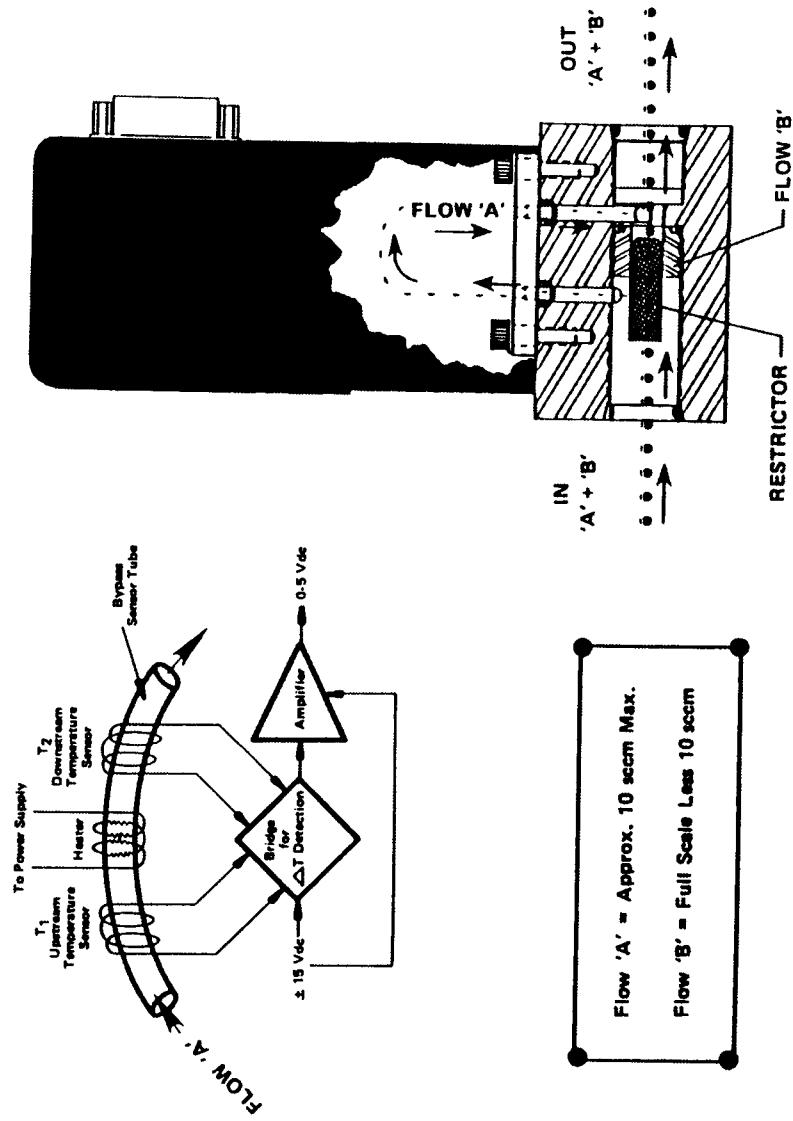 To Power Supply
T1
Upstream
Temperature
Sensor
Heater
T2
Downstream
Temperature
Sensor
Bypass
Sensor Tube
FLOW 'A'
Bridge
for
△T Detection
± 15 Vdc
Amplifier
0-5 Vdc
Flow 'A' = Approx. 10 sccm Max.
Flow 'B' = Full Scale Less 10 sccm
FLOW 'A'
IN
'A' + 'B'
OUT
'A' + 'B'
RESTRICTOR
FLOW 'B'